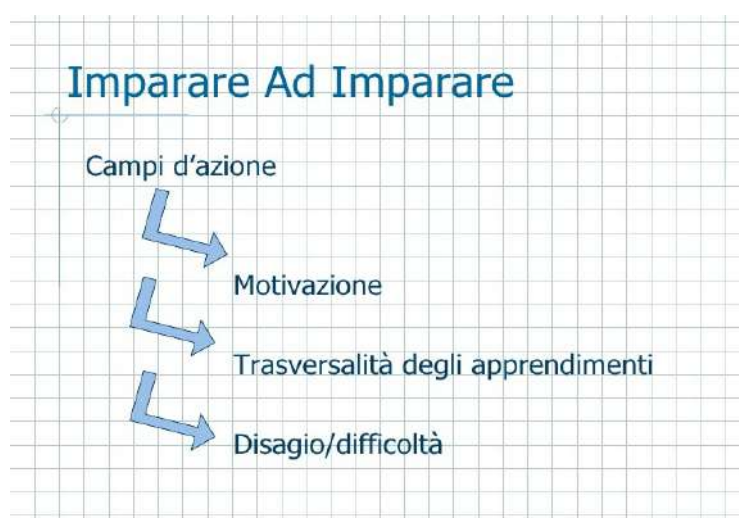 Imparare Ad Imparare
Campi d'azione
Motivazione
Trasversalità degli apprendimenti
Disagio/difficoltà